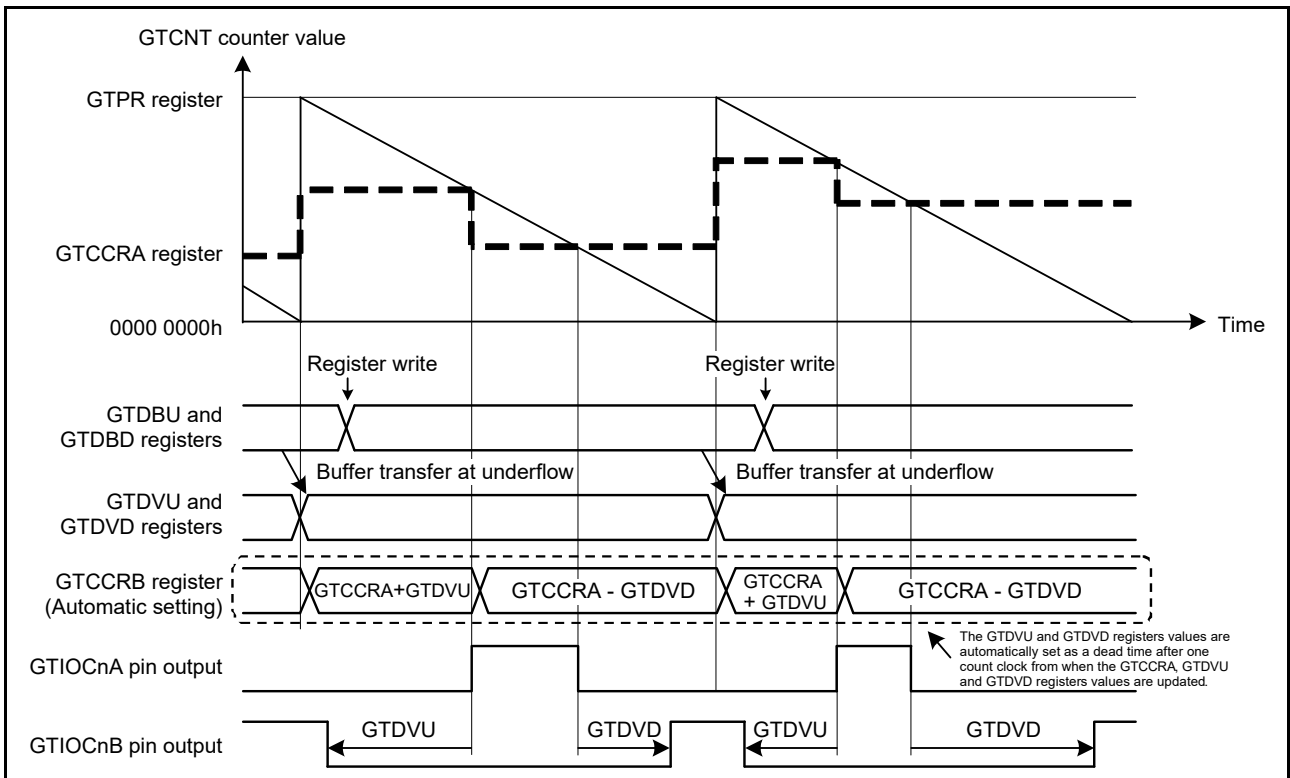 GTCNT counter value
GTPR register
GTCCRA register
0000 0000h
Time
Register write
Register write
GTDBU and
GTDBD registers
Buffer transfer at underflow
Buffer transfer at underflow
GTDVU and
GTDVD registers
GTCCRB register
(Automatic setting)
GTCCRA+GTDVU
GTCCRA - GTDVD
GTCCRA
+ GTDVU
GTCCRA - GTDVD
The GTDVU and GTDVD registers values are
automatically set as a dead time after one
count clock from when the GTCCRA, GTDVU
and GTDVD registers values are updated.
GTIOCnA pin output
GTIOCnB pin output
GTDVU
GTDVD
GTDVU
GTDVD